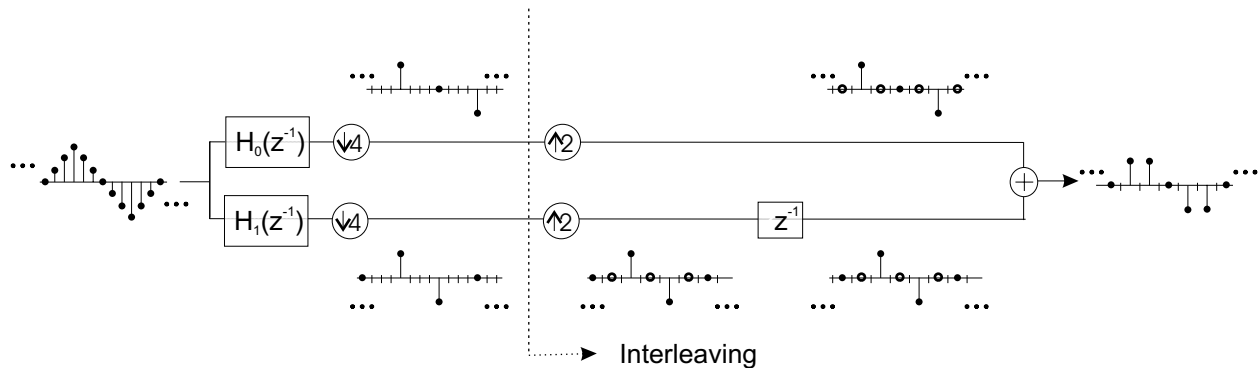 H₀(z⁻¹)
↓4
↑2
H₁(z⁻¹)
↓4
↑2
z⁻¹
+
Interleaving